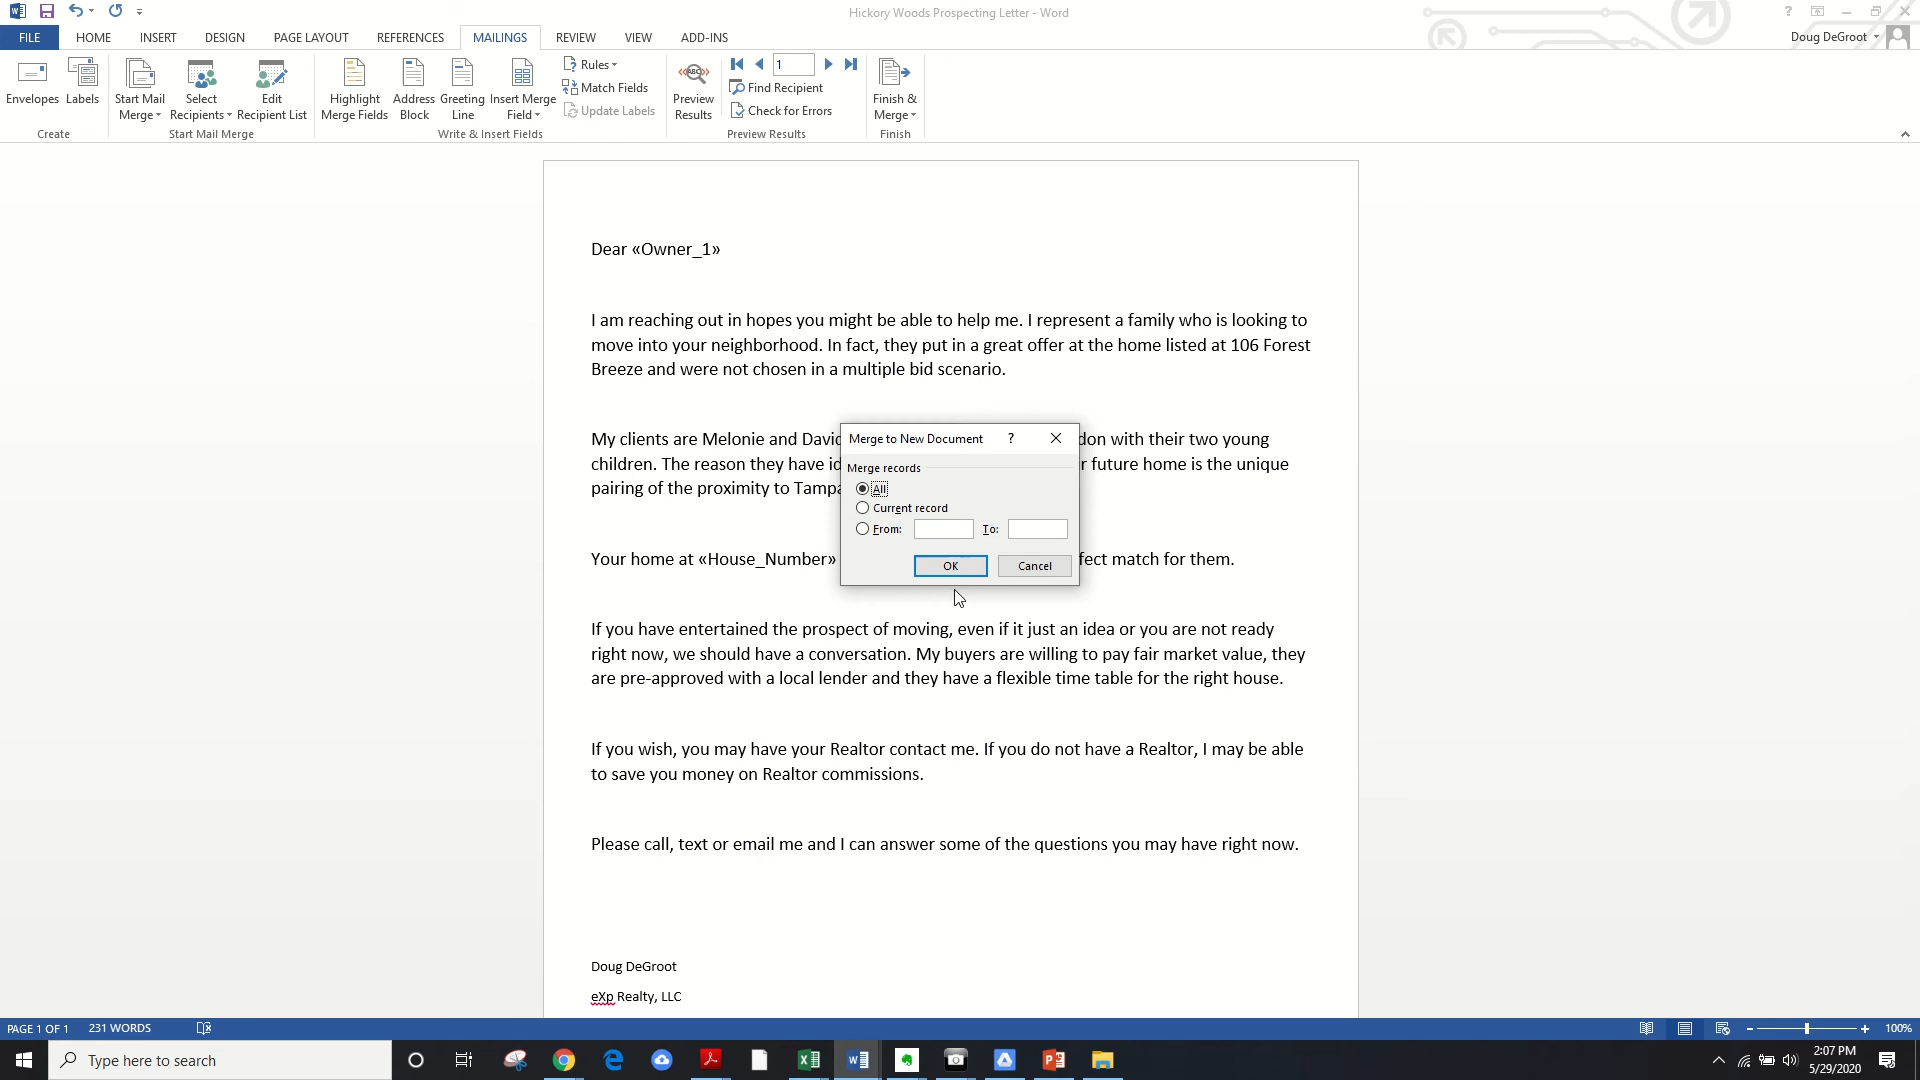 Hickory Woods Prospecting Letter - Word
?
FILE HOME INSERT DESIGN PAGE LAYOUT REFERENCES MAILINGS REVIEW VIEW ADD-INS
Doug DeGroot
Envelopes Labels
Create
Start Mail Merge
Select Recipients
Edit Recipient List
Start Mail Merge
Highlight Merge Fields
Address Block
Greeting Line
Insert Merge Field
Rules
Match Fields
Update Labels
Write & Insert Fields
ABC
Preview Results
1
Find Recipient
Check for Errors
Preview Results
Finish & Merge
Finish
Dear «Owner_1»
I am reaching out in hopes you might be able to help me. I represent a family who is looking to
move into your neighborhood. In fact, they put in a great offer at the home listed at 106 Forest
Breeze and were not chosen in a multiple bid scenario.
My clients are Melonie and David don with their two young
children. The reason they have id r future home is the unique
pairing of the proximity to Tampa
Merge to New Document ? 
Merge records
All
Current record
From: To:
OK Cancel
Your home at «House_Number» fect match for them.
If you have entertained the prospect of moving, even if it just an idea or you are not ready
right now, we should have a conversation. My buyers are willing to pay fair market value, they
are pre-approved with a local lender and they have a flexible time table for the right house.
If you wish, you may have your Realtor contact me. If you do not have a Realtor, I may be able
to save you money on Realtor commissions.
Please call, text or email me and I can answer some of the questions you may have right now.
Doug DeGroot
eXp Realty, LLC
PAGE 1 OF 1 231 WORDS
100%
Type here to search
2:07 PM
5/29/2020